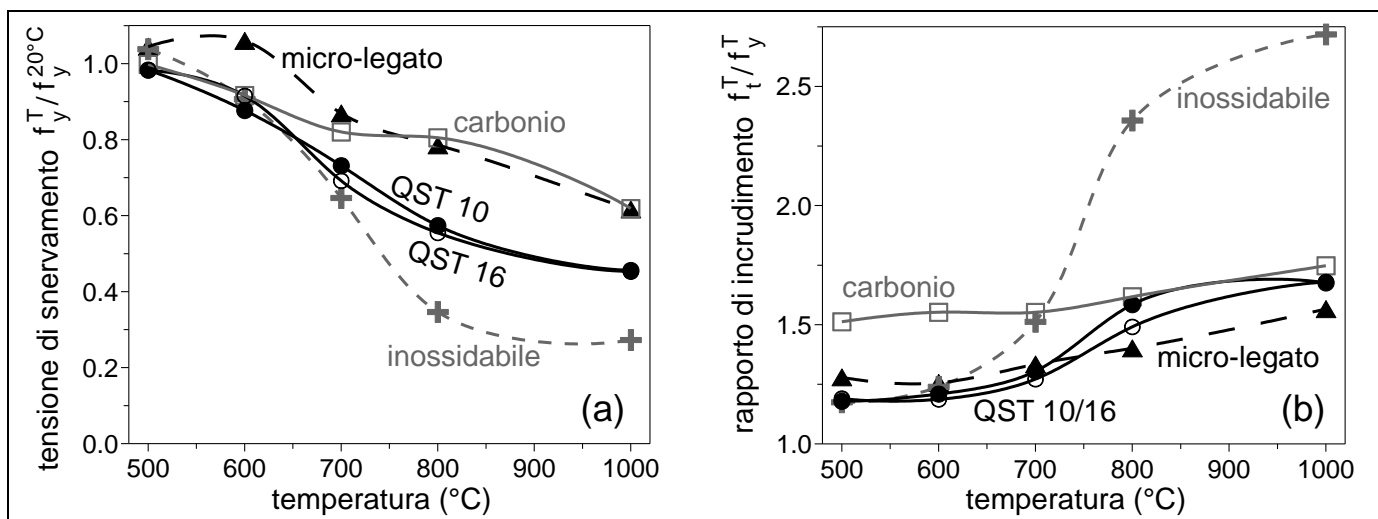 tensione di snervamento f_y^T / f_y^20°C
1.0
0.8
0.6
0.4
0.2
0.0
micro-legato
carbonio
QST 10
QST 16
inossidabile
(a)
500 600 700 800 900 1000
temperatura (°C)
rapporto di incrudimento f_t^T / f_y^T
2.5
2.0
1.5
1.0
inossidabile
carbonio
micro-legato
QST 10/16
(b)
500 600 700 800 900 1000
temperatura (°C)